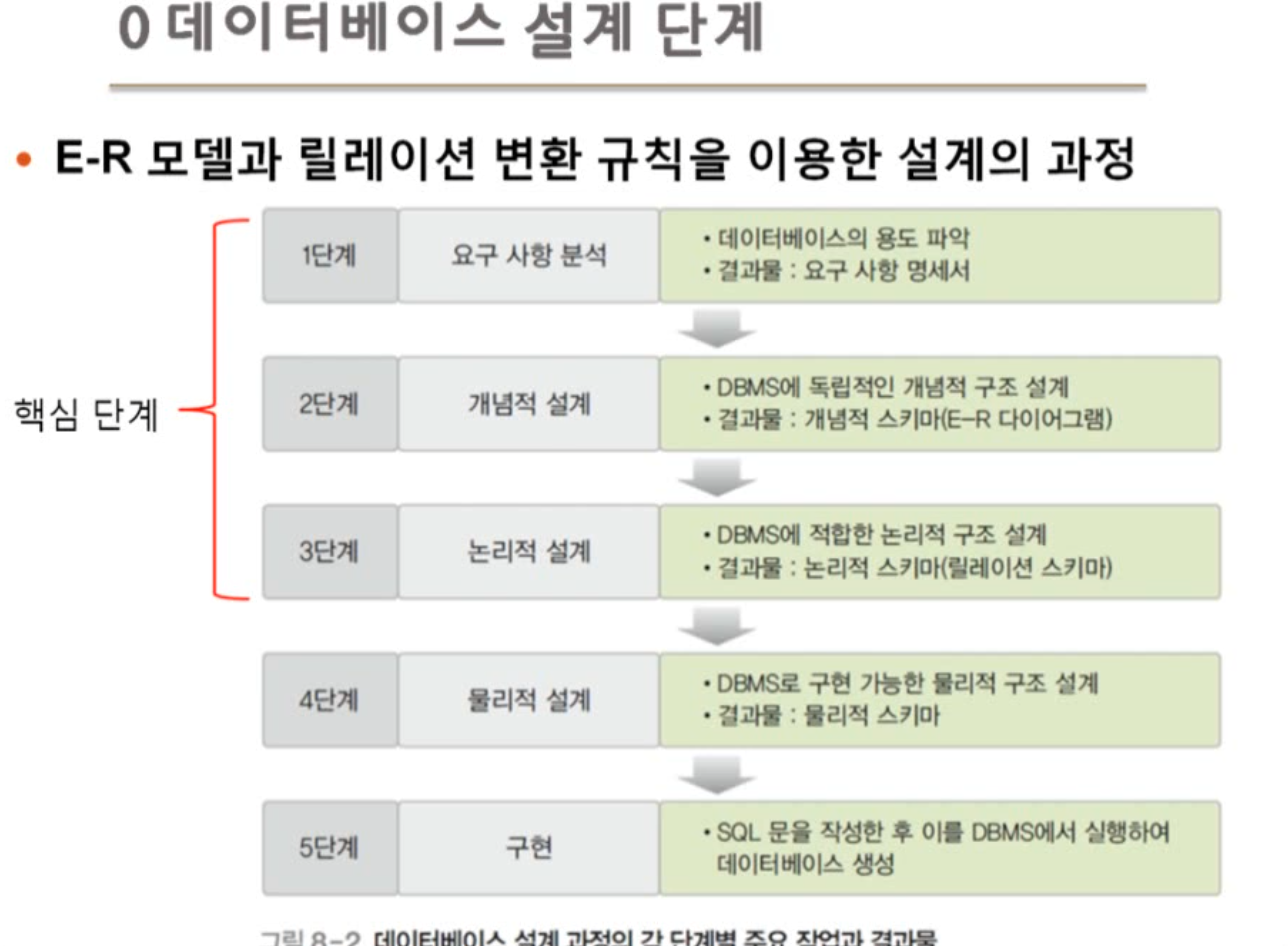 0 데이터베이스 설계 단계
• E-R 모델과 릴레이션 변환 규칙을 이용한 설계의 과정
핵심 단계
1단계
요구 사항 분석
• 데이터베이스의 용도 파악
• 결과물 : 요구 사항 명세서
2단계
개념적 설계
• DBMS에 독립적인 개념적 구조 설계
• 결과물 : 개념적 스키마(E-R 다이어그램)
3단계
논리적 설계
• DBMS에 적합한 논리적 구조 설계
• 결과물 : 논리적 스키마(릴레이션 스키마)
4단계
물리적 설계
• DBMS로 구현 가능한 물리적 구조 설계
• 결과물 : 물리적 스키마
5단계
구현
• SQL 문을 작성한 후 이를 DBMS에서 실행하여
데이터베이스 생성
그림 8-2 데이터베이스 설계 과정의 각 단계별 주요 작업과 결과물